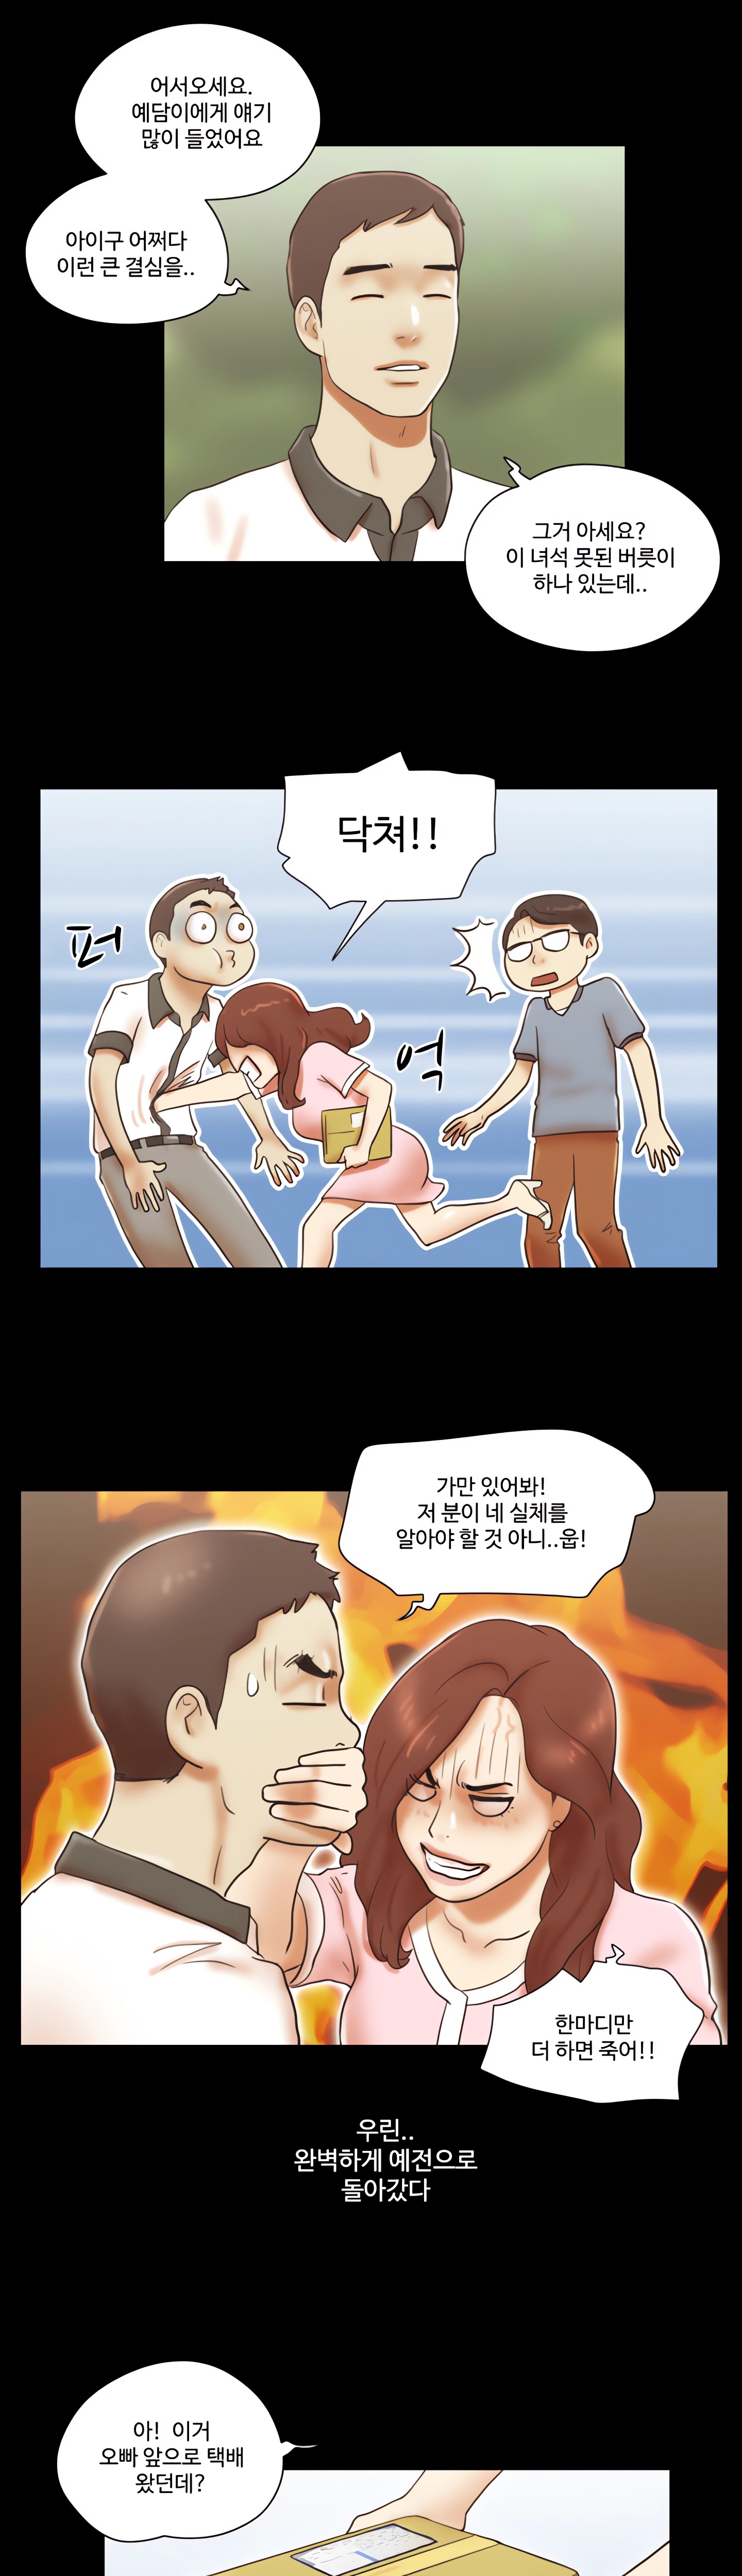 어서오세요.
예담이에게 얘기
많이 들었어요
아이구 어쩌다
이런 큰 결심을..
그거 아세요?
이 녀석 못된 버릇이
하나 있는데..
닥쳐!!
퍼
억
가만 있어봐!
저 분이 네 실체를
알아야 할 것 아니..웁!
한마디만
더 하면 죽어!!
우린..
완벽하게 예전으로
돌아갔다
아! 이거
오빠 앞으로 택배
왔던데?